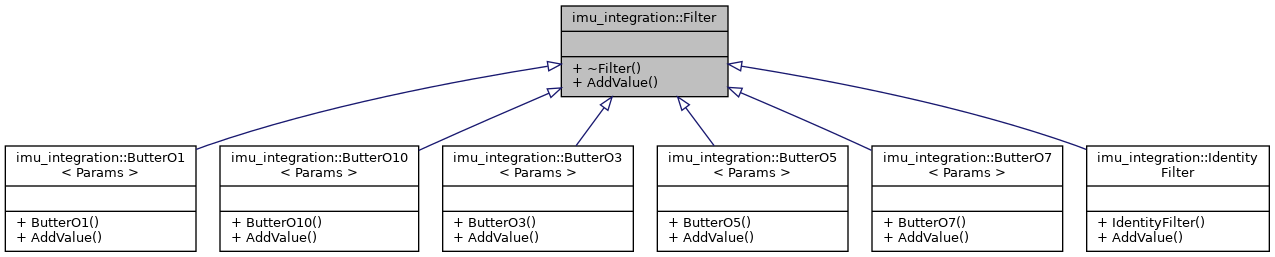 imu_integration::Filter
+ ~Filter()
+ AddValue()
imu_integration::ButterO1
< Params >
+ ButterO1()
+ AddValue()
imu_integration::ButterO10
< Params >
+ ButterO10()
+ AddValue()
imu_integration::ButterO3
< Params >
+ ButterO3()
+ AddValue()
imu_integration::ButterO5
< Params >
+ ButterO5()
+ AddValue()
imu_integration::ButterO7
< Params >
+ ButterO7()
+ AddValue()
imu_integration::Identity
Filter
+ IdentityFilter()
+ AddValue()